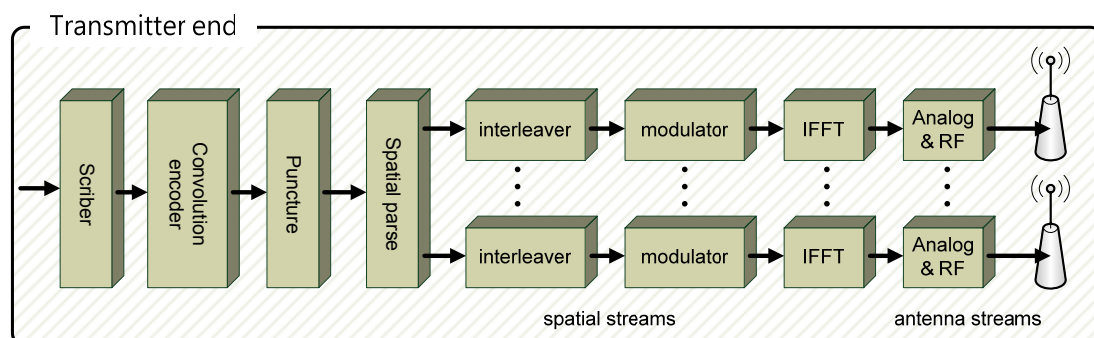 Transmitter end
Scriber
Convolution
encoder
Puncture
Spatial parse
interleaver
modulator
IFFT
Analog
& RF
interleaver
modulator
IFFT
Analog
& RF
spatial streams
antenna streams